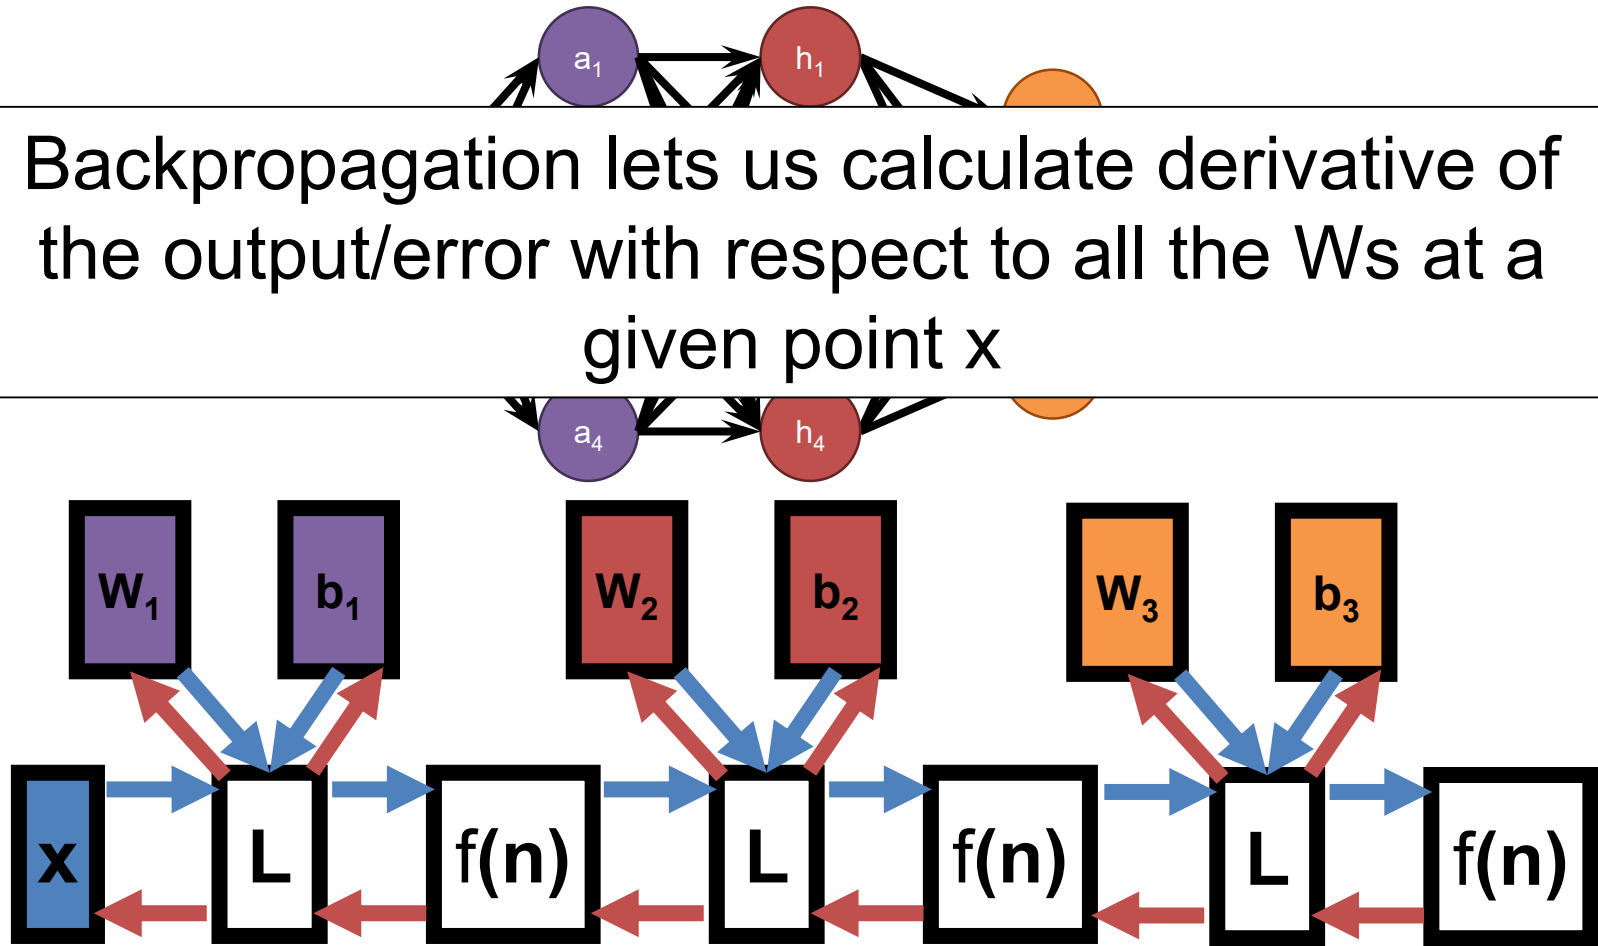 a₁ h₁
Backpropagation lets us calculate derivative of
the output/error with respect to all the Ws at a
given point x
a₄ h₄
W₁ b₁ W₂ b₂ W₃ b₃
x L f(n) L f(n) L f(n)